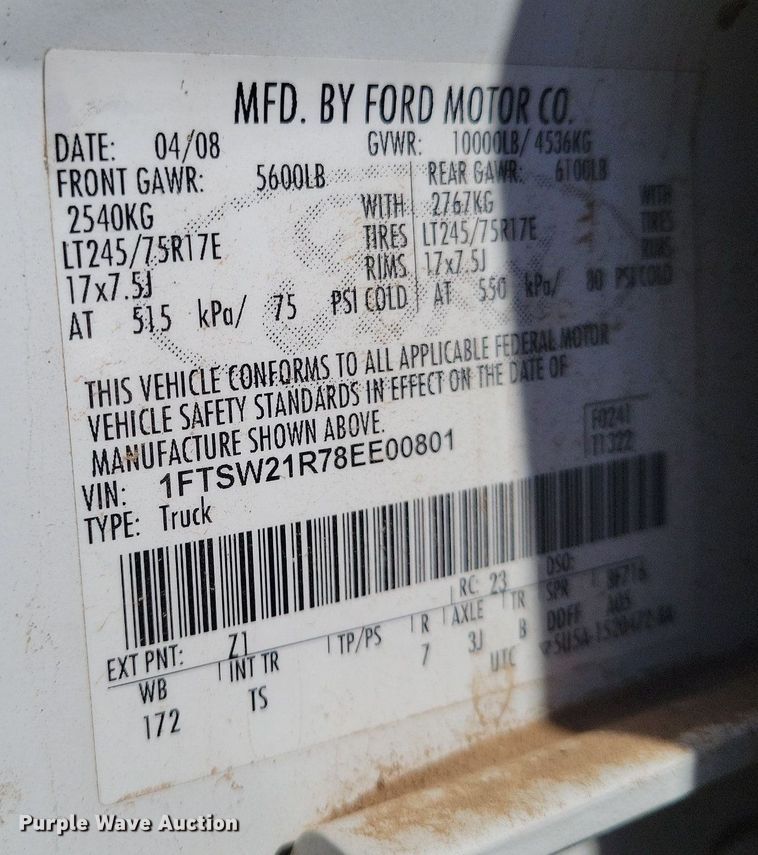 MFD. BY FORD MOTOR CO.
DATE: 04/08 GVWR: 10000LB/ 4536KG
FRONT GAWR: 5600LB REAR GAWR: 6100LB
2540KG WITH 2767KG WITH
LT245/75R17E TIRES LT245/75R17E TIRES
17x7.5J RIMS 17x7.5J RIMS
AT 515 kPa/ 75 PSI COLD AT 550 kPa/ 80 PSI COLD
THIS VEHICLE CONFORMS TO ALL APPLICABLE FEDERAL MOTOR
VEHICLE SAFETY STANDARDS IN EFFECT ON THE DATE OF
MANUFACTURE SHOWN ABOVE.
VIN: 1FTSW21R78EE00801
F0241
T1322
TYPE: Truck
EXT PNT: Z1 RC: 23 DSO:
WB INT TR TP/PS R AXLE TR SPR
172 TS 7 3J B DDFF
UTC
Purple Wave Auction